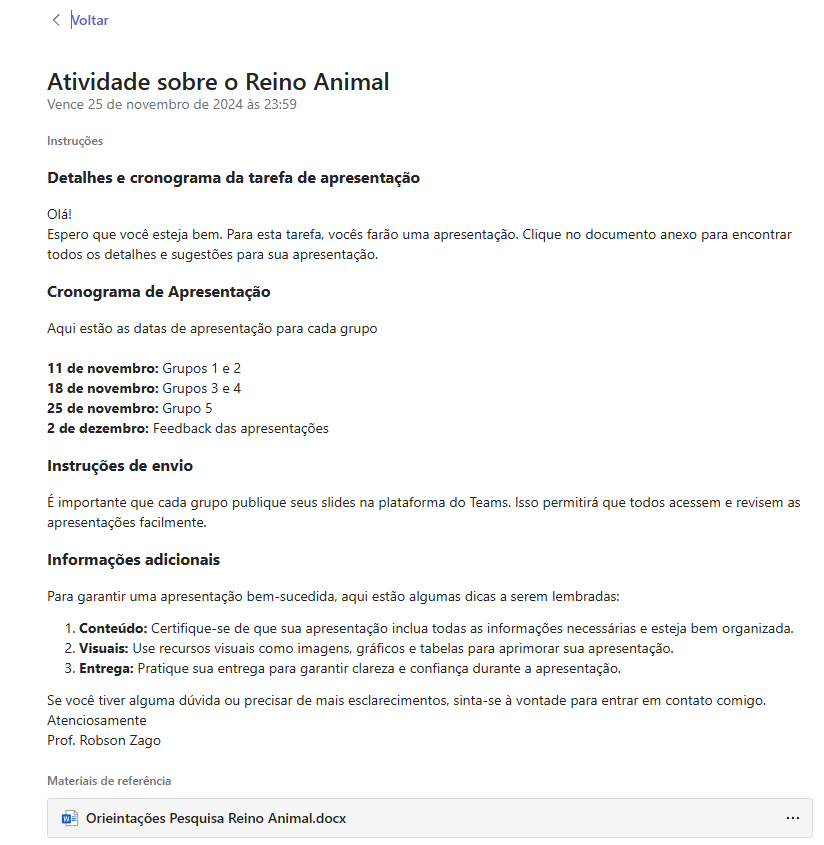 Voltar
Atividade sobre o Reino Animal
Vence 25 de novembro de 2024 às 23:59
Instruções
Detalhes e cronograma da tarefa de apresentação
Olá!
Espero que você esteja bem. Para esta tarefa, vocês farão uma apresentação. Clique no documento anexo para encontrar
todos os detalhes e sugestões para sua apresentação.
Cronograma de Apresentação
Aqui estão as datas de apresentação para cada grupo
11 de novembro: Grupos 1 e 2
18 de novembro: Grupos 3 e 4
25 de novembro: Grupo 5
2 de dezembro: Feedback das apresentações
Instruções de envio
É importante que cada grupo publique seus slides na plataforma do Teams. Isso permitirá que todos acessem e revisem as
apresentações facilmente.
Informações adicionais
Para garantir uma apresentação bem-sucedida, aqui estão algumas dicas a serem lembradas:
1. Conteúdo: Certifique-se de que sua apresentação inclua todas as informações necessárias e esteja bem organizada.
2. Visuais: Use recursos visuais como imagens, gráficos e tabelas para aprimorar sua apresentação.
3. Entrega: Pratique sua entrega para garantir clareza e confiança durante a apresentação.
Se você tiver alguma dúvida ou precisar de mais esclarecimentos, sinta-se à vontade para entrar em contato comigo.
Atenciosamente
Prof. Robson Zago
Materiais de referência
Orieintações Pesquisa Reino Animal.docx